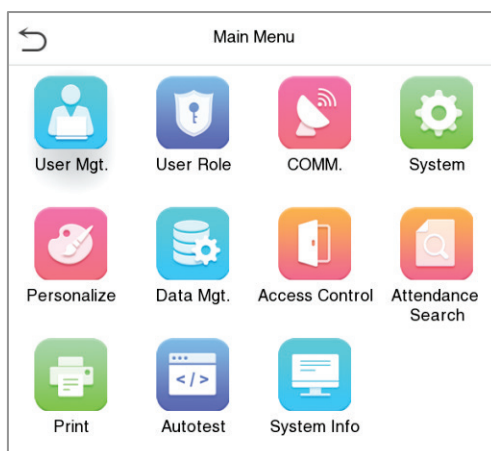 Main Menu
User Mgt.
User Role
COMM.
System
Personalize
Data Mgt.
Access Control
Attendance
Search
Print
</>
Autotest
System Info